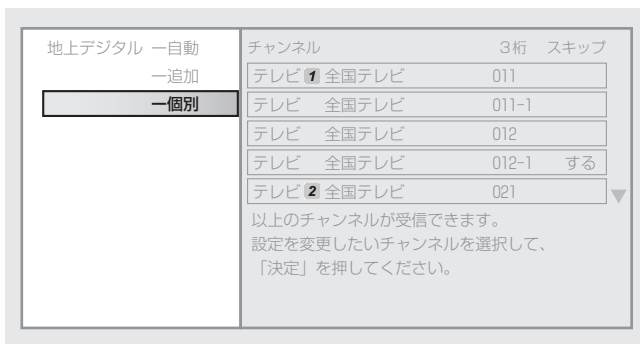 地上デジタル ー自動
ー追加
ー個別
チャンネル 3桁 スキップ
テレビ 1 全国テレビ 011
テレビ 全国テレビ 011-1
テレビ 全国テレビ 012
テレビ 全国テレビ 012-1 する
テレビ 2 全国テレビ 021
以上のチャンネルが受信できます。
設定を変更したいチャンネルを選択して、
「決定」を押してください。